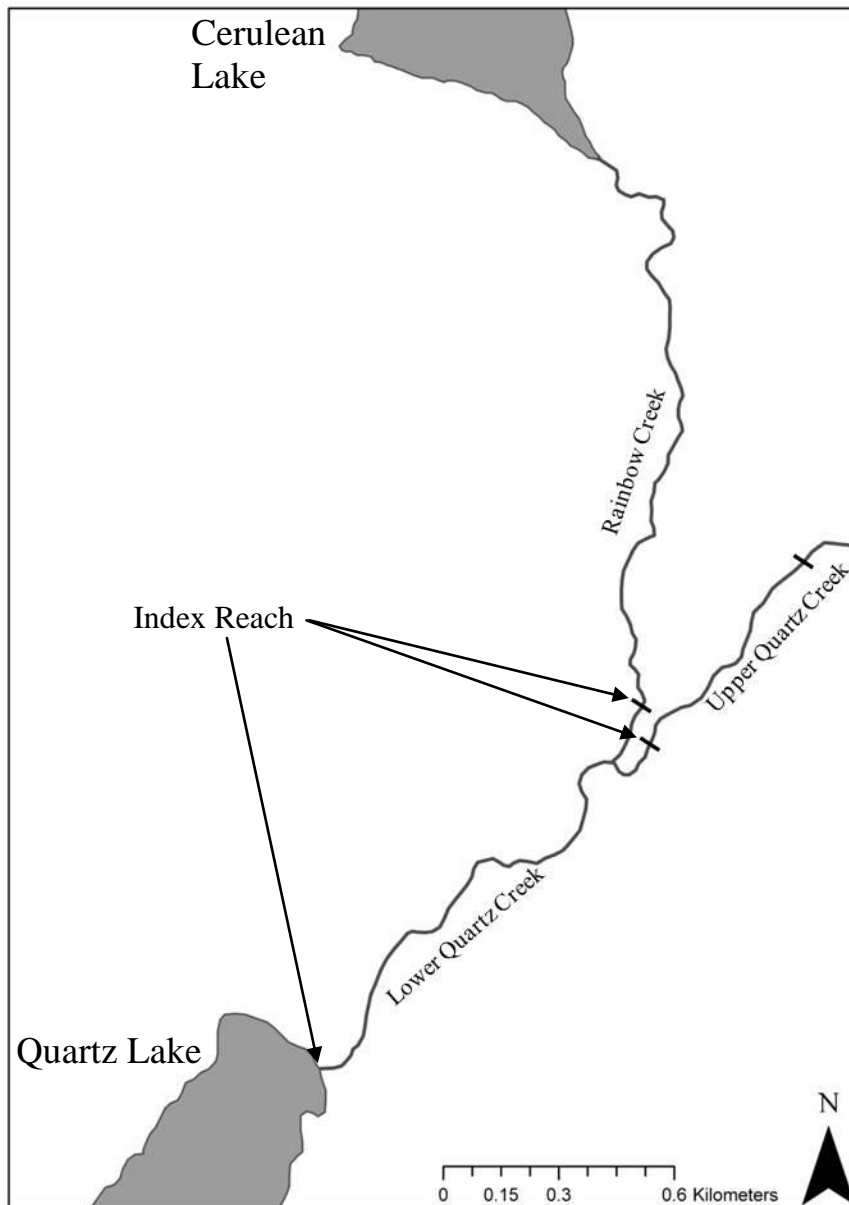 Cerulean
Lake
Rainbow Creek
Upper Quartz Creek
Index Reach
Lower Quartz Creek
Quartz Lake
N
0 0.15 0.3 0.6 Kilometers